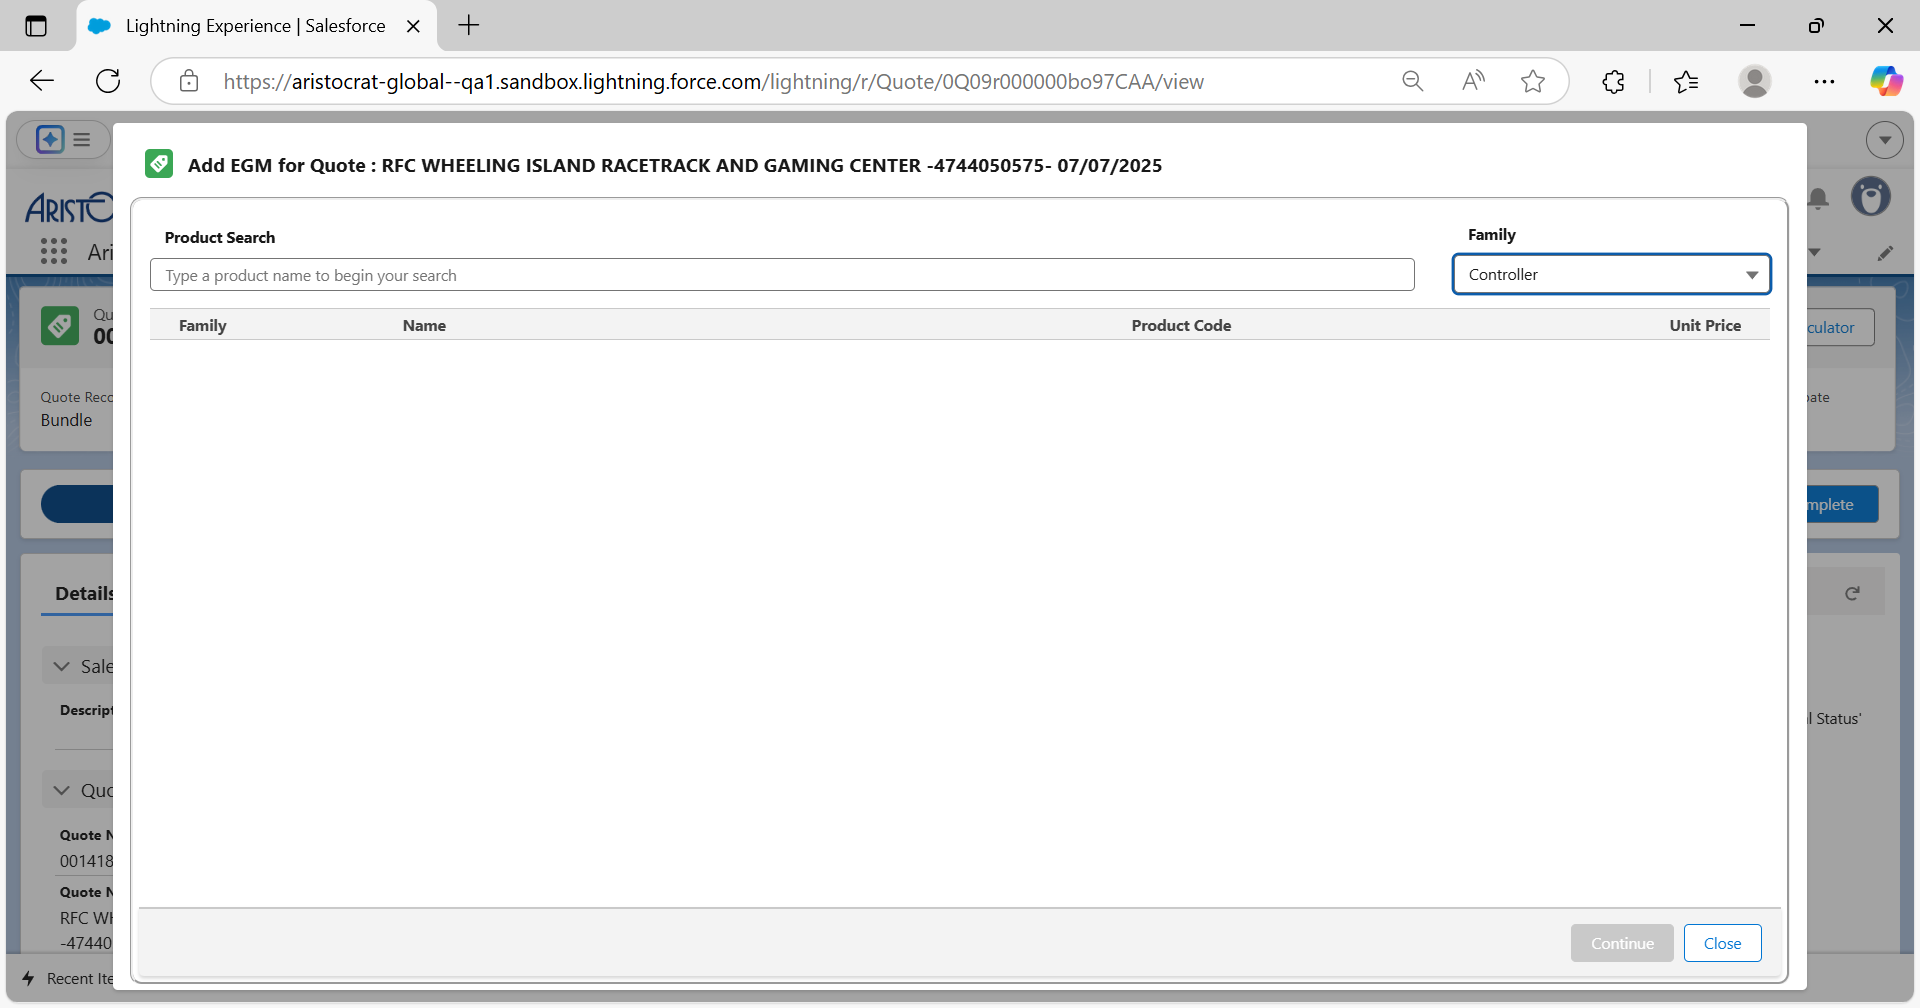 Lightning Experience | Salesforce
https://aristocrat-global--qa1.sandbox.lightning.force.com/lightning/r/Quote/0Q09r000000bo97CAA/view
Add EGM for Quote : RFC WHEELING ISLAND RACETRACK AND GAMING CENTER -4744050575- 07/07/2025
Product Search
Family
Type a product name to begin your search
Controller
Family Name Product Code Unit Price
Continue Close
ARISTO
Ari
Qu
00
culator
Quote Reco
Bundle
ate
mplete
Details
Sale
Descript
l Status'
Quo
Quote N
001418
Quote N
RFC WH
-47440
Recent Ite